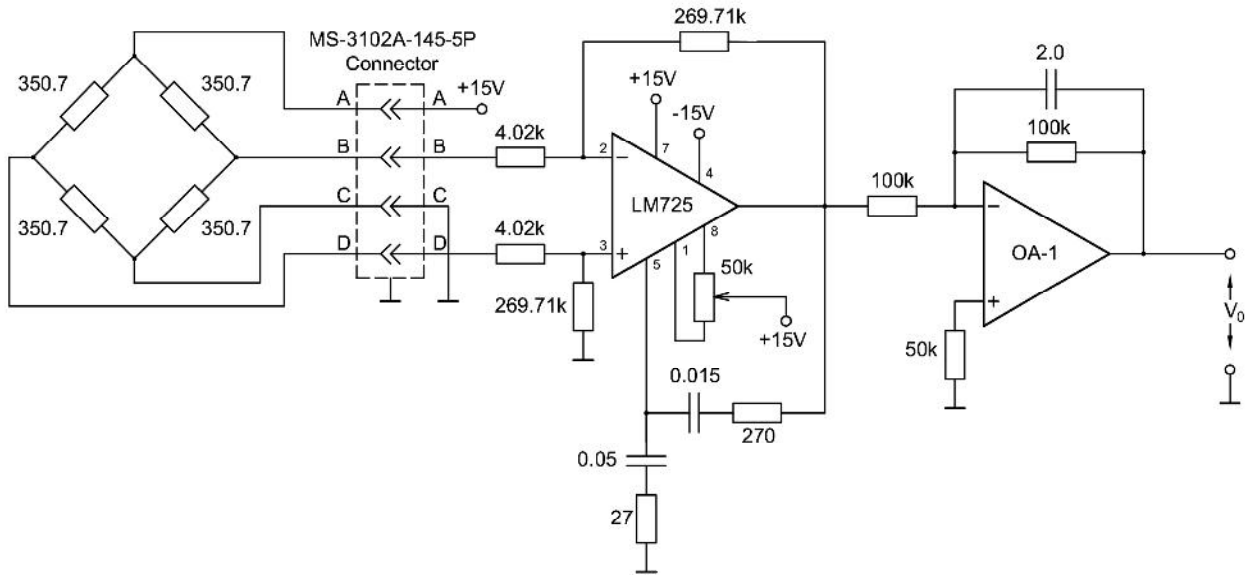 269.71k
MS-3102A-145-5P
Connector
350.7
350.7
350.7
350.7
A
A
+15V
B
B
C
C
D
D
4.02k
4.02k
269.71k
+15V
-15V
2
7
4
LM725
3
5
1
8
50k
+15V
0.015
270
0.05
27
2.0
100k
100k
OA-1
50k
V0